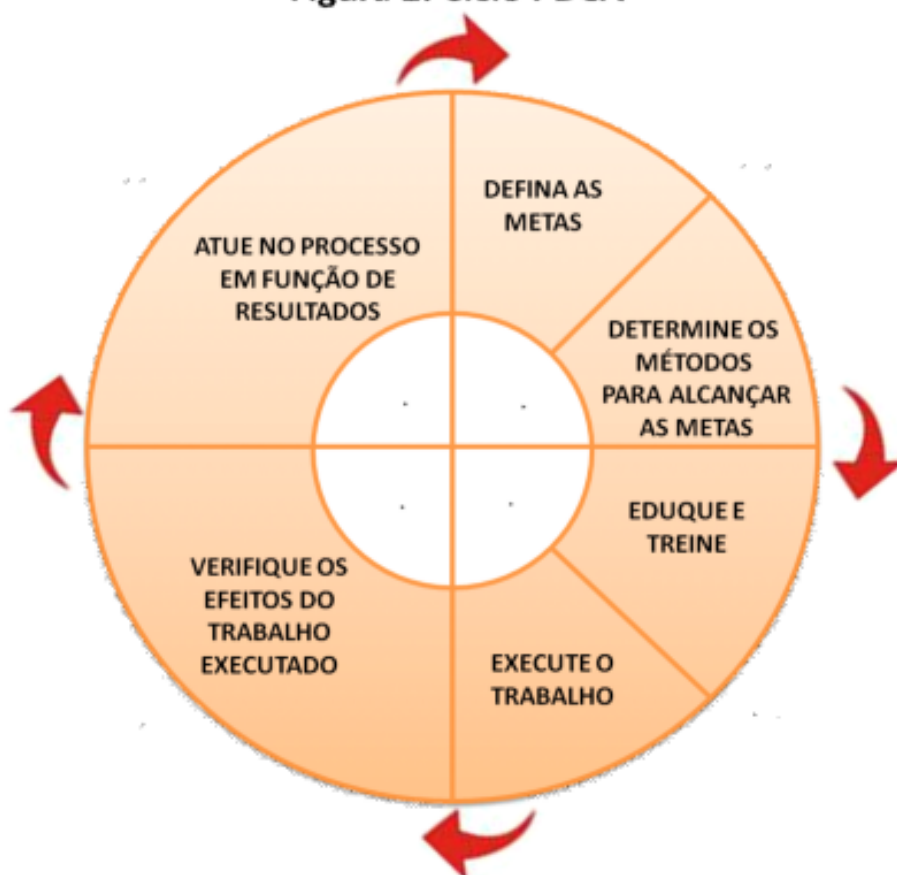 DEFINA AS
METAS
DETERMINE OS
MÉTODOS
PARA ALCANÇAR
AS METAS
EDUQUE E
TREINE
EXECUTE O
TRABALHO
VERIFIQUE OS
EFEITOS DO
TRABALHO
EXECUTADO
ATUE NO PROCESSO
EM FUNÇÃO DE
RESULTADOS